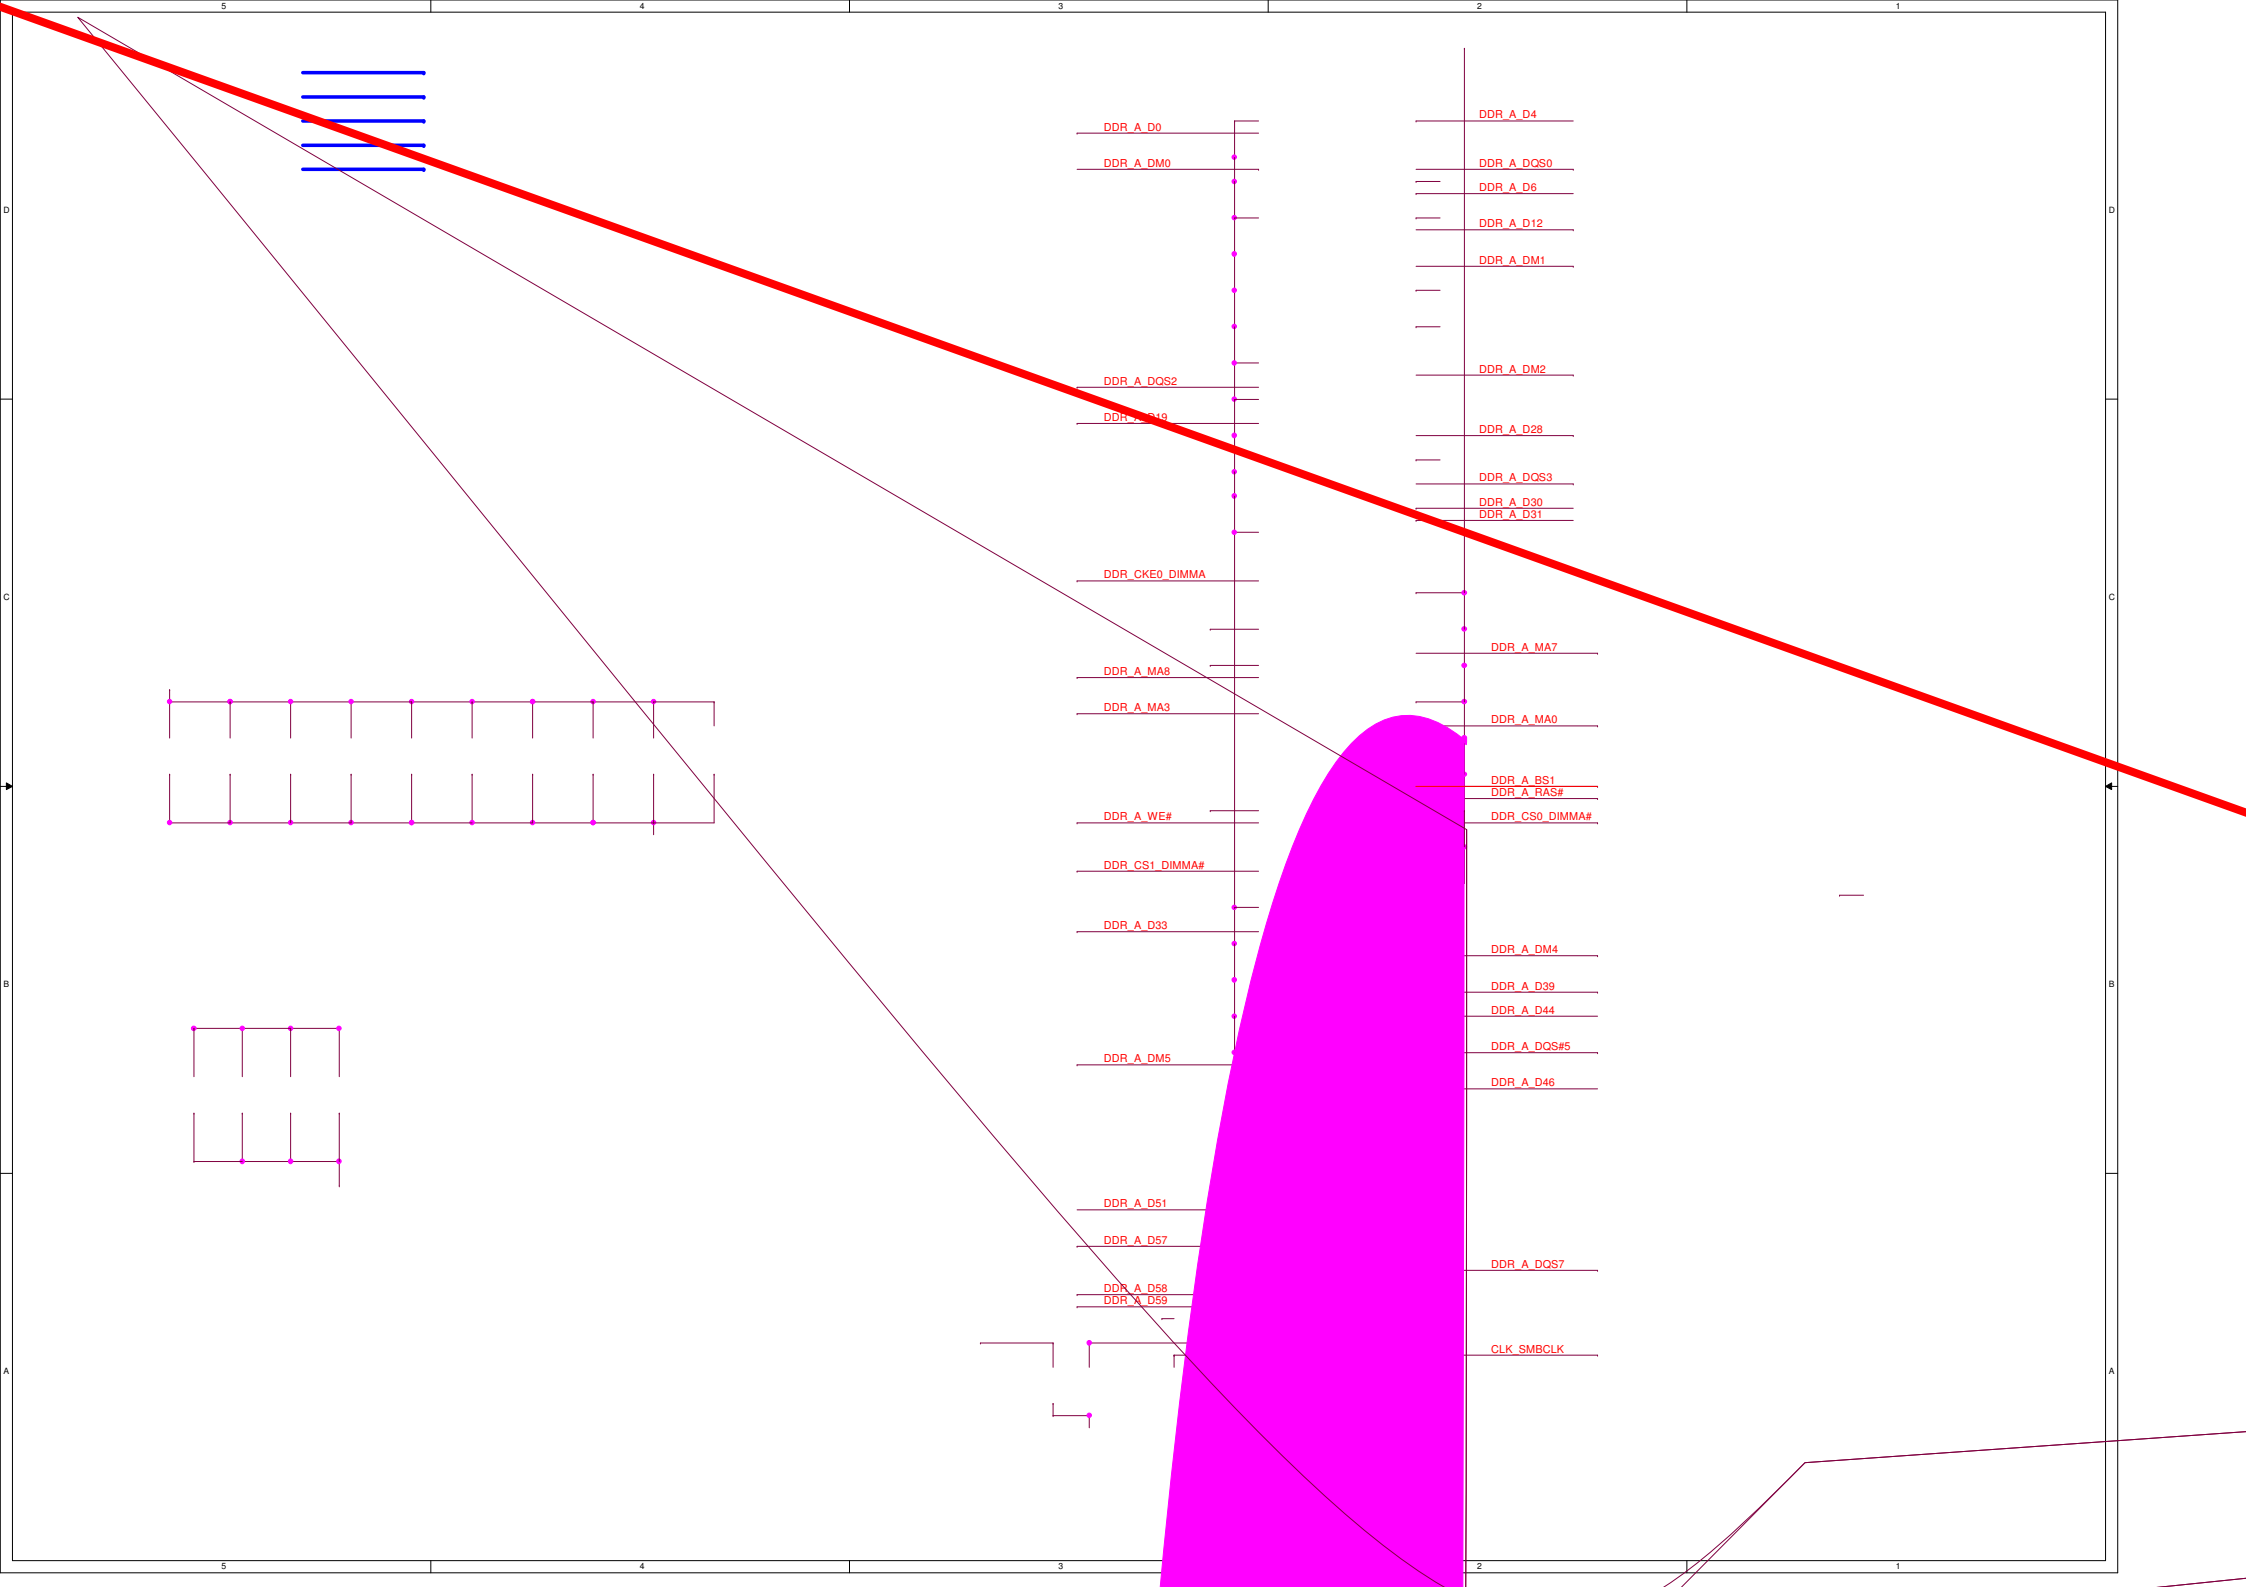 5 4 3 2 1
DDR_A_D4
DDR_A_D0
DDR_A_DM0 DDR_A_DQS0
DDR_A_D6
D D
DDR_A_D12
DDR_A_DM1
DDR_A_DM2
DDR_A_DQS2
DDR_A_D19
DDR_A_D28
DDR_A_DQS3
DDR_A_D30
DDR_A_D31
DDR_CKE0_DIMMA
C C
DDR_A_MA7
DDR_A_MA8
DDR_A_MA3
DDR_A_MA0
DDR_A_BS1
DDR_A_RAS#
DDR_A_WE# DDR_CS0_DIMMA#
DDR_CS1_DIMMA#
DDR_A_D33
DDR_A_DM4
B DDR_A_D39 B
DDR_A_D44
DDR_A_DQS#5
DDR_A_DM5
DDR_A_D46
DDR_A_D51
DDR_A_D57
DDR_A_DQS7
DDR_A_D58
DDR_A_D59
CLK_SMBCLK
A A
5 4 3 2 1